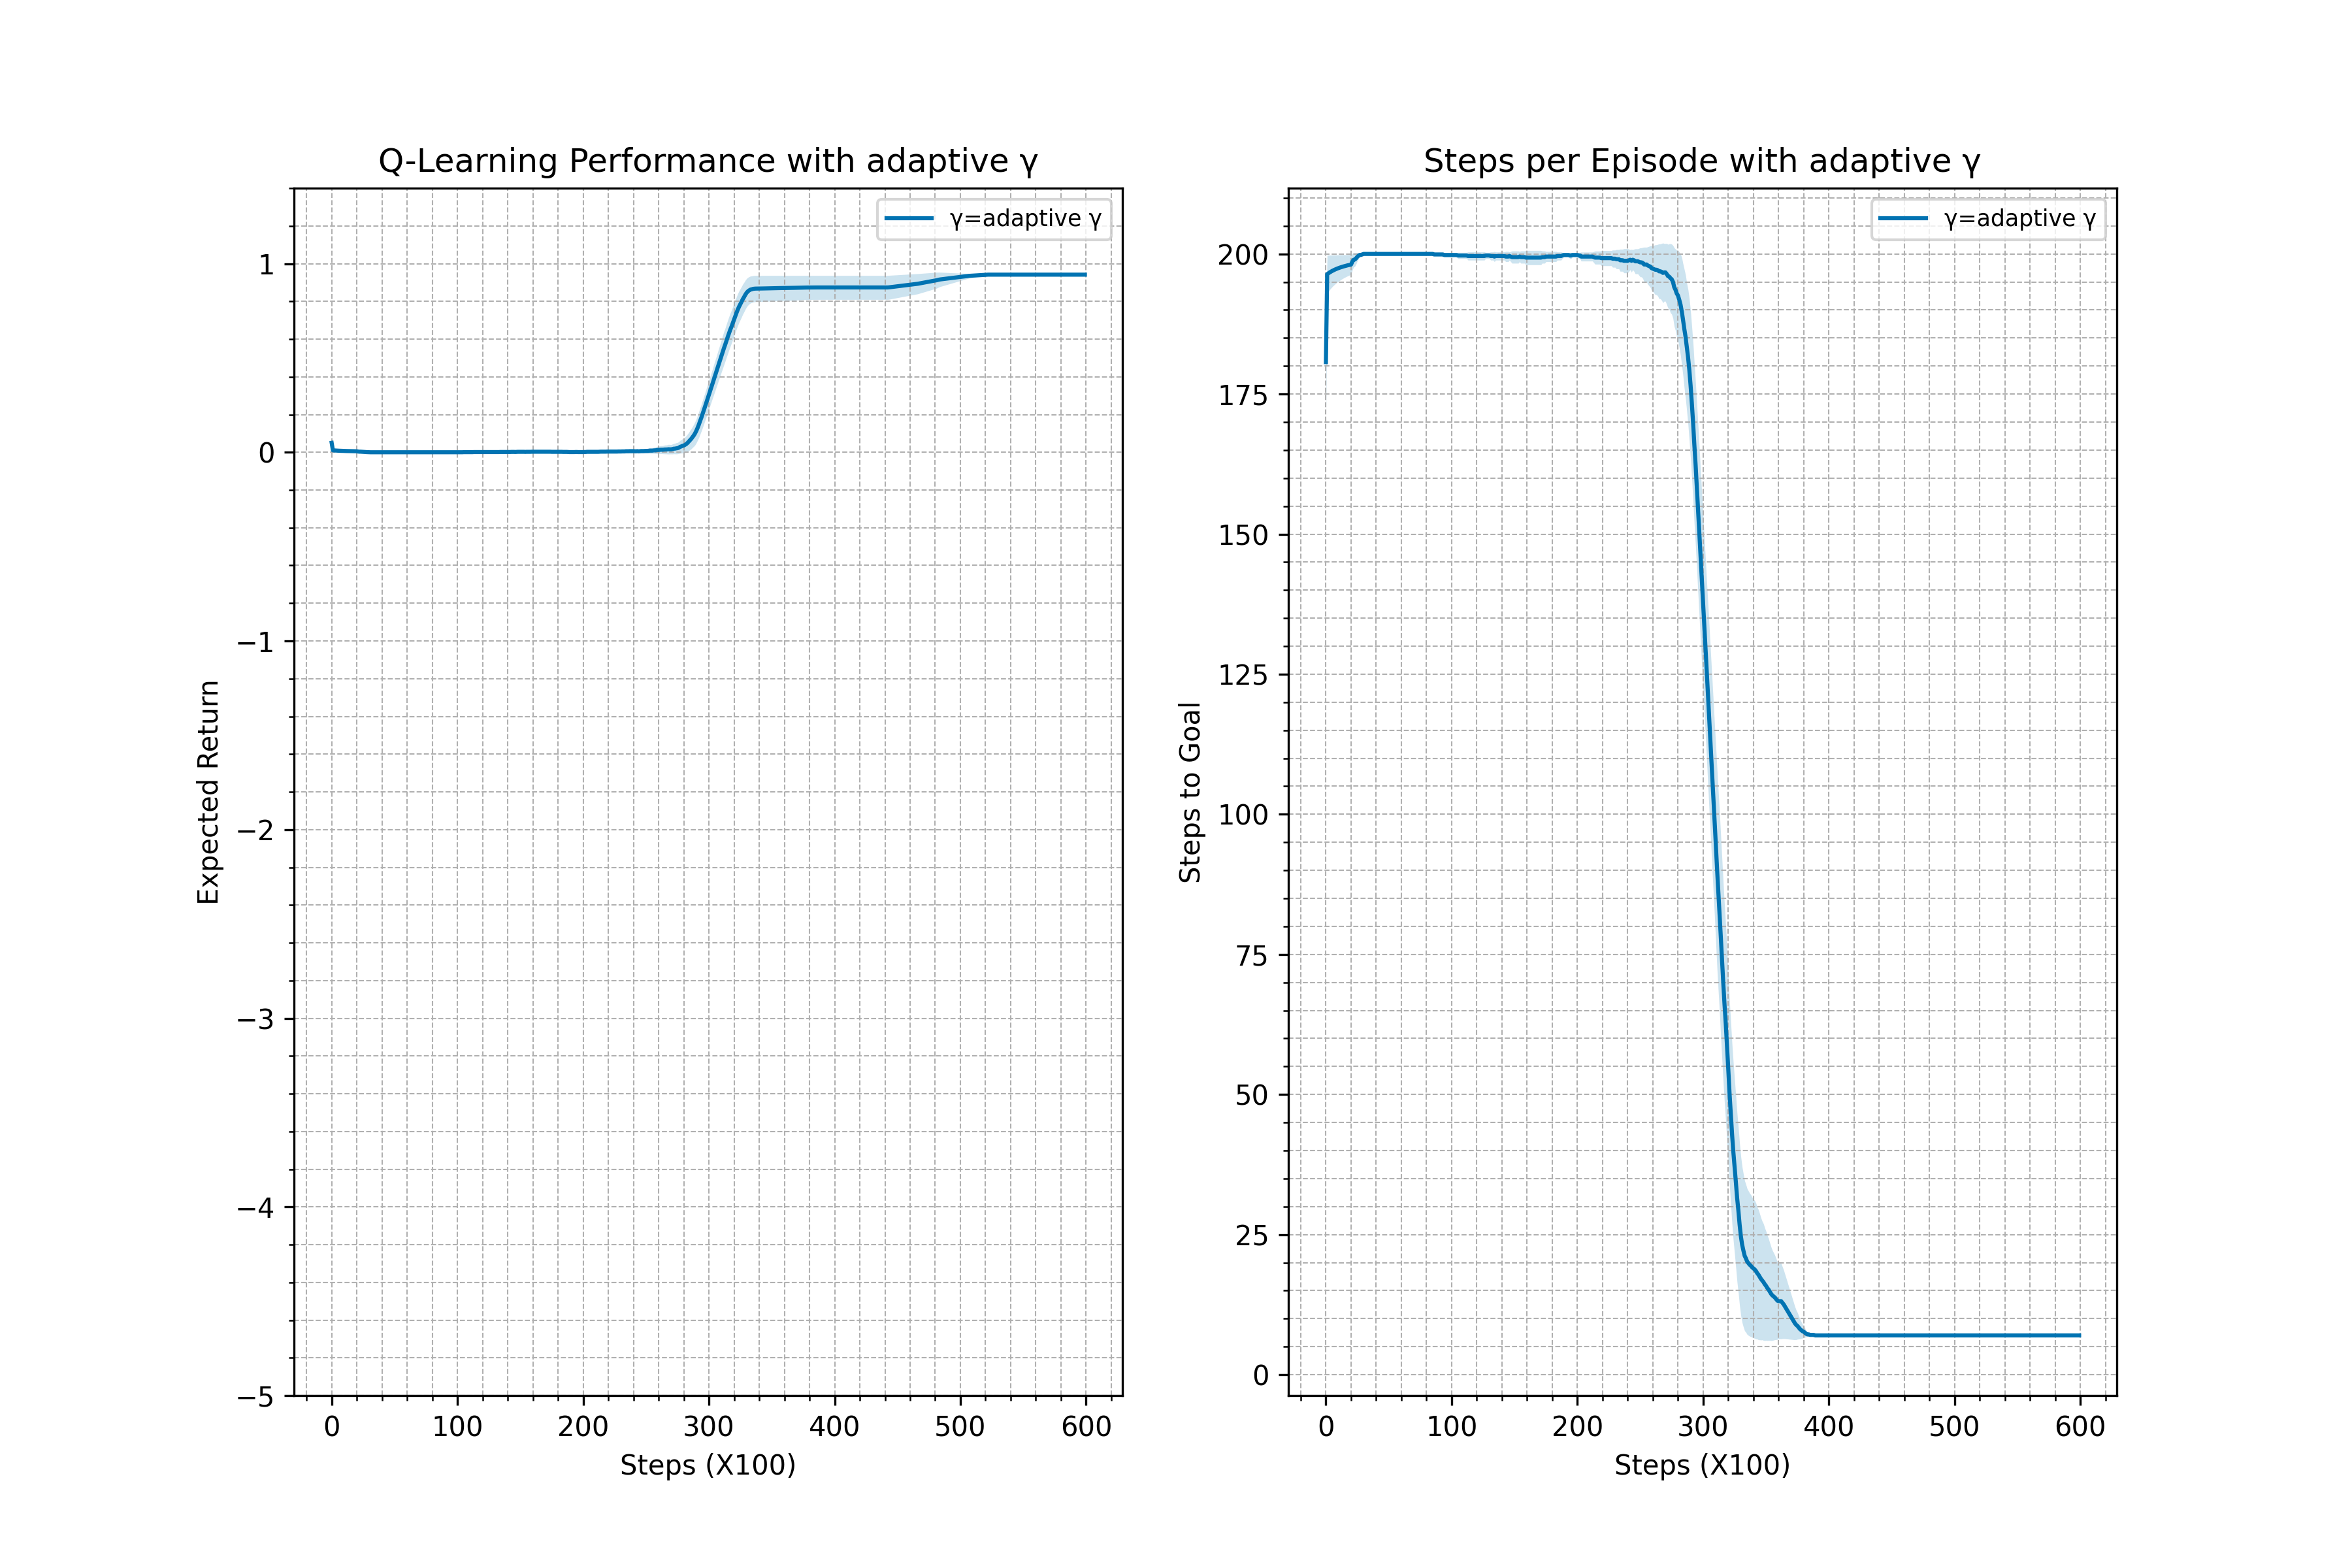 Q-Learning Performance with adaptive γ
γ=adaptive γ
1
0
−1
−2
−3
−4
−5
Expected Return
0 100 200 300 400 500 600
Steps (X100)
Steps per Episode with adaptive γ
γ=adaptive γ
200
175
150
125
100
75
50
25
0
Steps to Goal
0 100 200 300 400 500 600
Steps (X100)